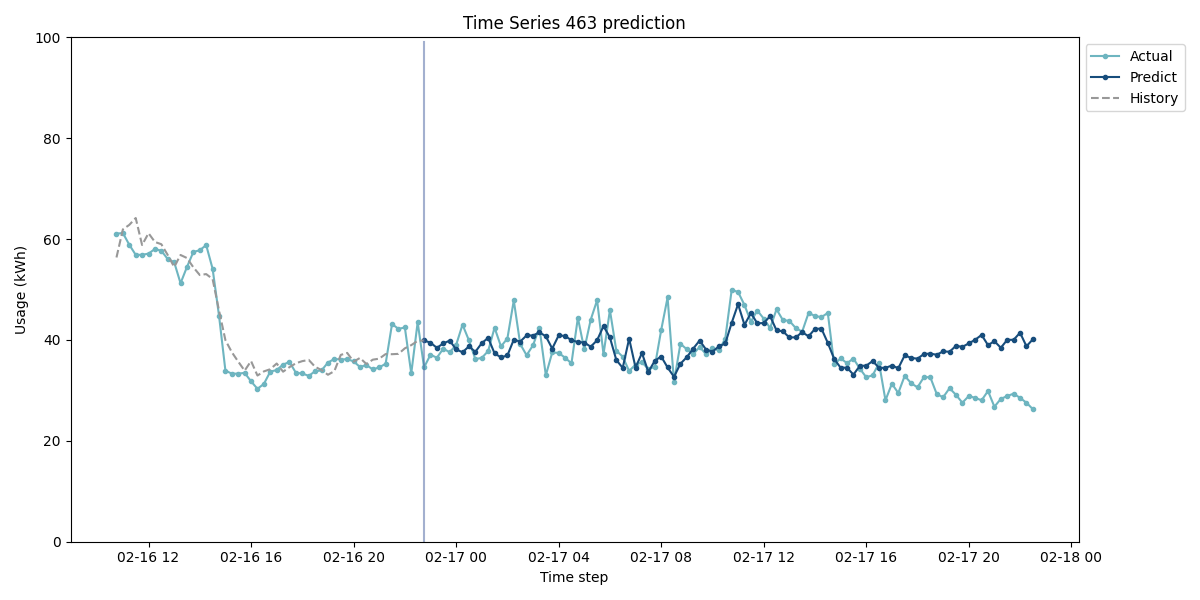 Time Series 463 prediction
Usage (kWh)
100
80
60
40
20
0
02-16 12
02-16 16
02-16 20
02-17 00
02-17 04
02-17 08
02-17 12
02-17 16
02-17 20
02-18 00
Time step
Actual
Predict
History